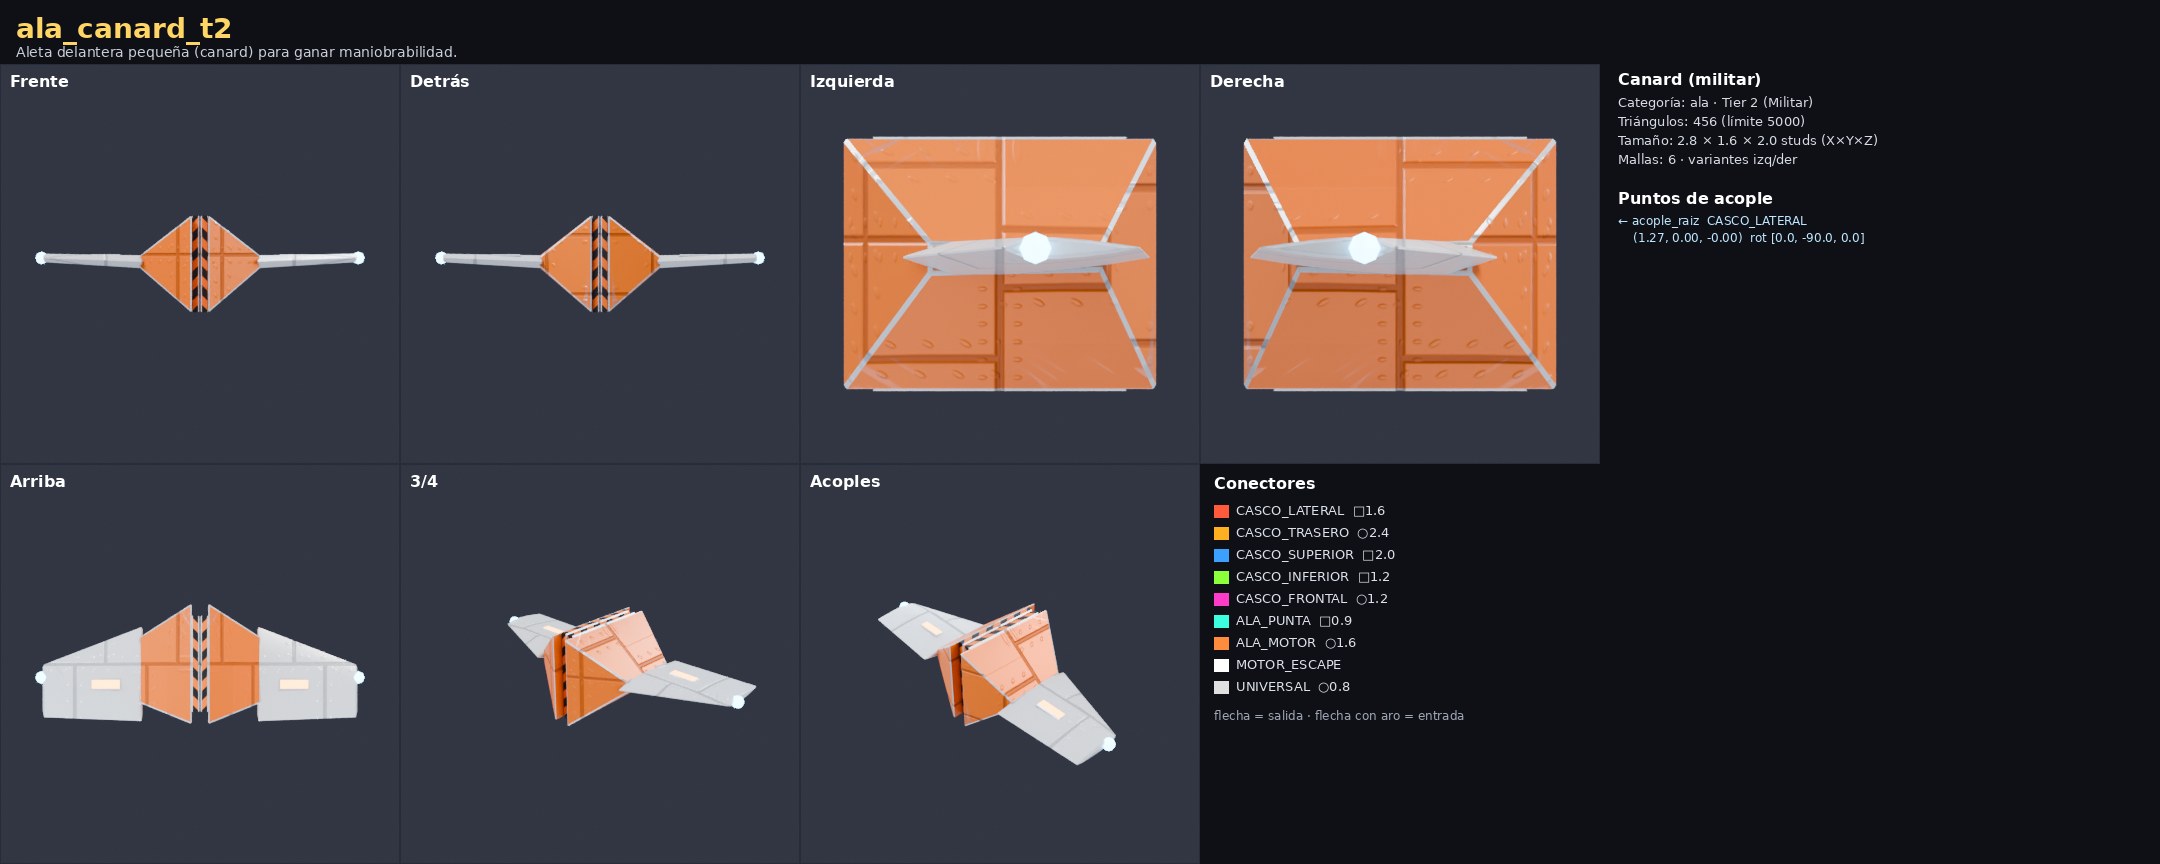 ala_canard_t2
Aleta delantera pequeña (canard) para ganar maniobrabilidad.
Frente
Detrás
Izquierda
Derecha
Canard (militar)
Categoría: ala · Tier 2 (Militar)
Triángulos: 456 (límite 5000)
Tamaño: 2.8 × 1.6 × 2.0 studs (X×Y×Z)
Mallas: 6 · variantes izq/der
Puntos de acople
← acople_raiz CASCO_LATERAL
(1.27, 0.00, -0.00) rot [0.0, -90.0, 0.0]
Arriba
3/4
Acoples
Conectores
CASCO_LATERAL □1.6
CASCO_TRASERO ○2.4
CASCO_SUPERIOR □2.0
CASCO_INFERIOR □1.2
CASCO_FRONTAL ○1.2
ALA_PUNTA □0.9
ALA_MOTOR ○1.6
MOTOR_ESCAPE
UNIVERSAL ○0.8
flecha = salida · flecha con aro = entrada